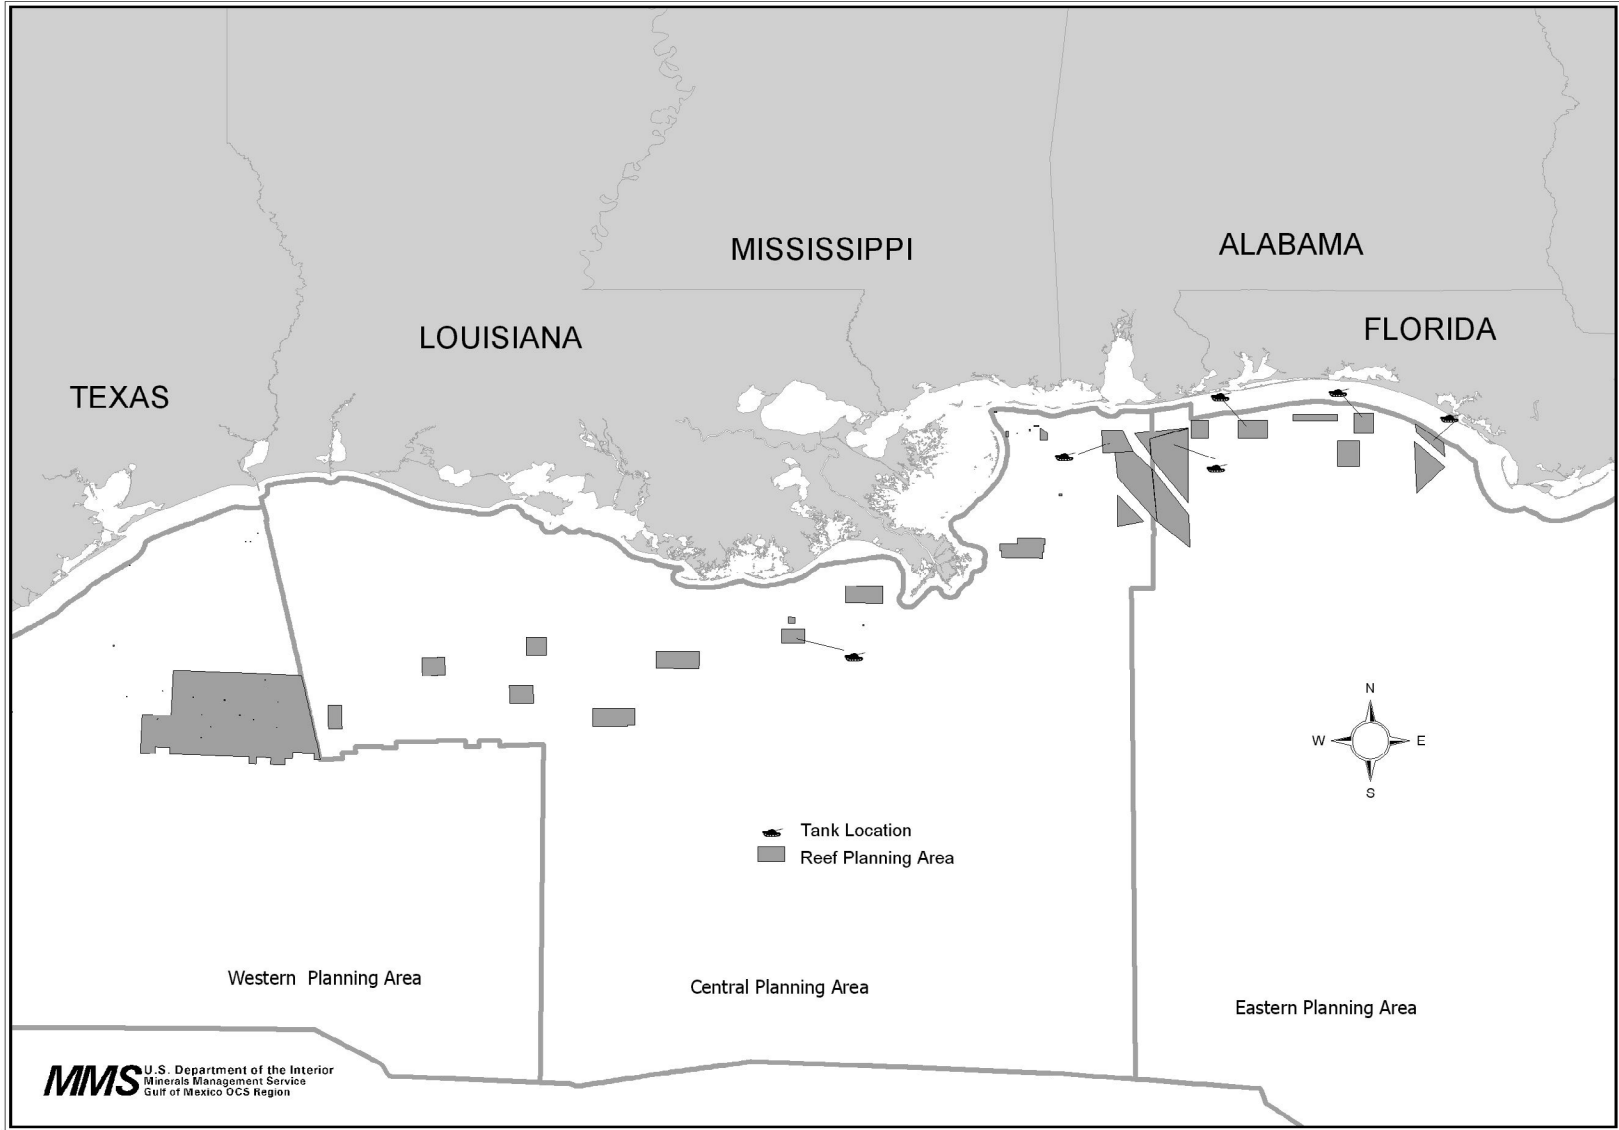 MISSISSIPPI
ALABAMA
LOUISIANA
FLORIDA
TEXAS
N
W
E
S
Tank Location
Reef Planning Area
Western Planning Area
Central Planning Area
Eastern Planning Area
MMS
U.S. Department of the Interior
Minerals Management Service
Gulf of Mexico OCS Region